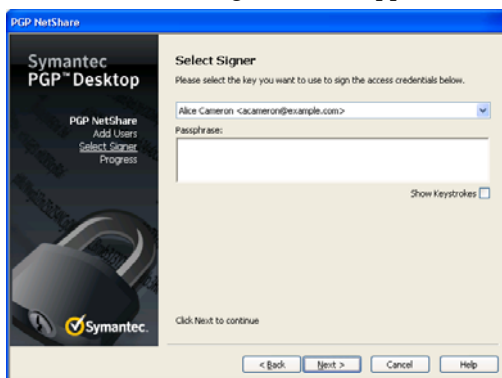 PGP NetShare
Symantec
PGP™ Desktop
PGP NetShare
Add Users
Select Signer
Progress
Symantec.
Select Signer
Please select the key you want to use to sign the access credentials below.
Alice Cameron <acameron@example.com>
Passphrase:
Show Keystrokes
Click Next to continue
< Back
Next >
Cancel
Help